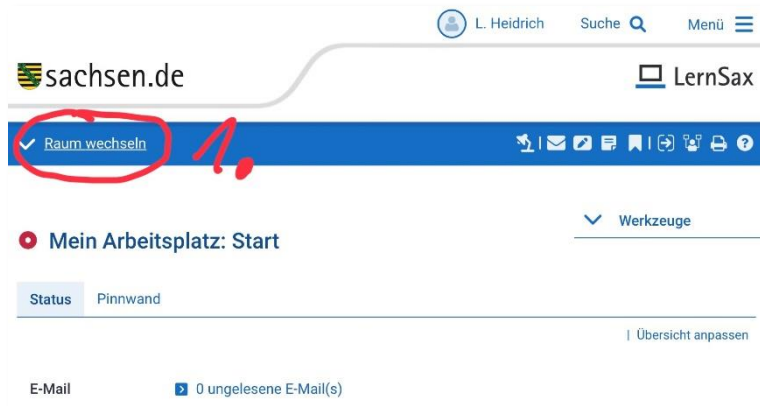 L. Heidrich Suche Menü
sachsen.de
LernSax
Raum wechseln 1.
Werkzeuge
Mein Arbeitsplatz: Start
Status Pinnwand
| Übersicht anpassen
E-Mail 0 ungelesene E-Mail(s)